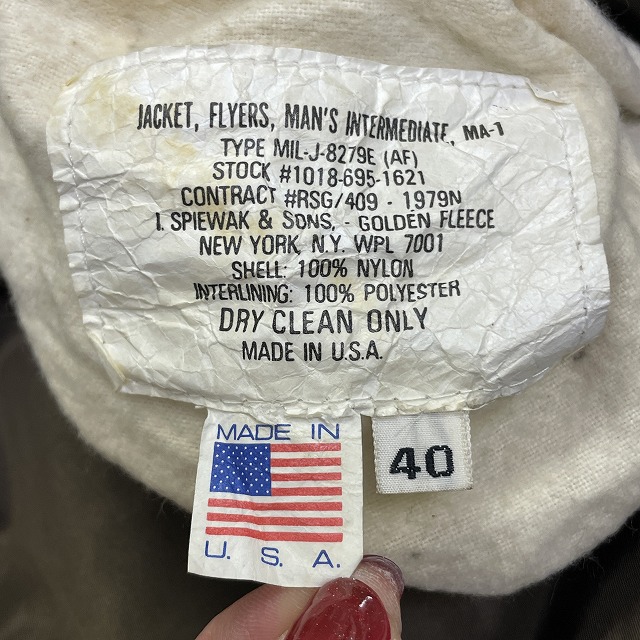 JACKET, FLYERS, MAN'S INTERMEDIATE, MA-1
TYPE MIL-J-8279E (AF)
STOCK #1018-695-1621
CONTRACT #RSG/409 - 1979N
I. SPIEWAK & SONS, - GOLDEN FLEECE
NEW YORK, N.Y. WPL 7001
SHELL: 100% NYLON
INTERLINING: 100% POLYESTER
DRY CLEAN ONLY
MADE IN U.S.A.
MADE IN
U. S. A.
40